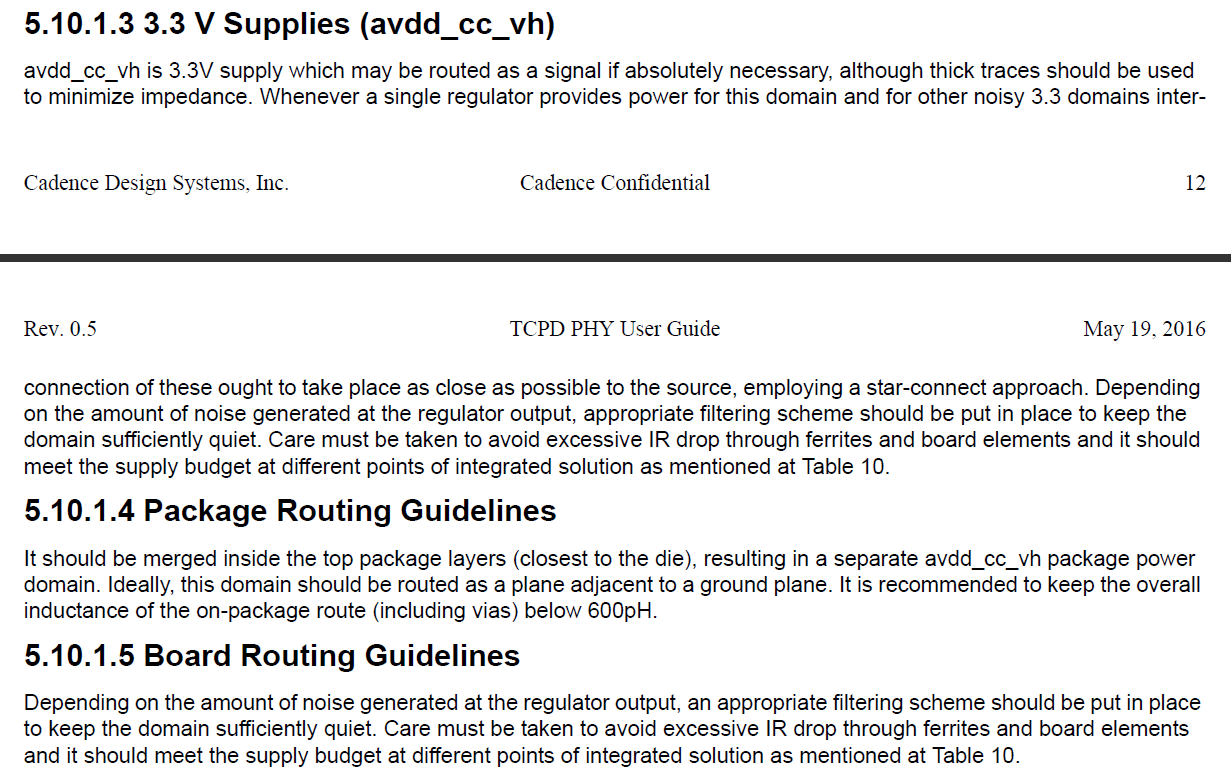 5.10.1.3 3.3 V Supplies (avdd_cc_vh)
avdd_cc_vh is 3.3V supply which may be routed as a signal if absolutely necessary, although thick traces should be used
to minimize impedance. Whenever a single regulator provides power for this domain and for other noisy 3.3 domains inter-
Cadence Design Systems, Inc. Cadence Confidential 12
Rev. 0.5 TCPD PHY User Guide May 19, 2016
connection of these ought to take place as close as possible to the source, employing a star-connect approach. Depending
on the amount of noise generated at the regulator output, appropriate filtering scheme should be put in place to keep the
domain sufficiently quiet. Care must be taken to avoid excessive IR drop through ferrites and board elements and it should
meet the supply budget at different points of integrated solution as mentioned at Table 10.
5.10.1.4 Package Routing Guidelines
It should be merged inside the top package layers (closest to the die), resulting in a separate avdd_cc_vh package power
domain. Ideally, this domain should be routed as a plane adjacent to a ground plane. It is recommended to keep the overall
inductance of the on-package route (including vias) below 600pH.
5.10.1.5 Board Routing Guidelines
Depending on the amount of noise generated at the regulator output, an appropriate filtering scheme should be put in place
to keep the domain sufficiently quiet. Care must be taken to avoid excessive IR drop through ferrites and board elements
and it should meet the supply budget at different points of integrated solution as mentioned at Table 10.